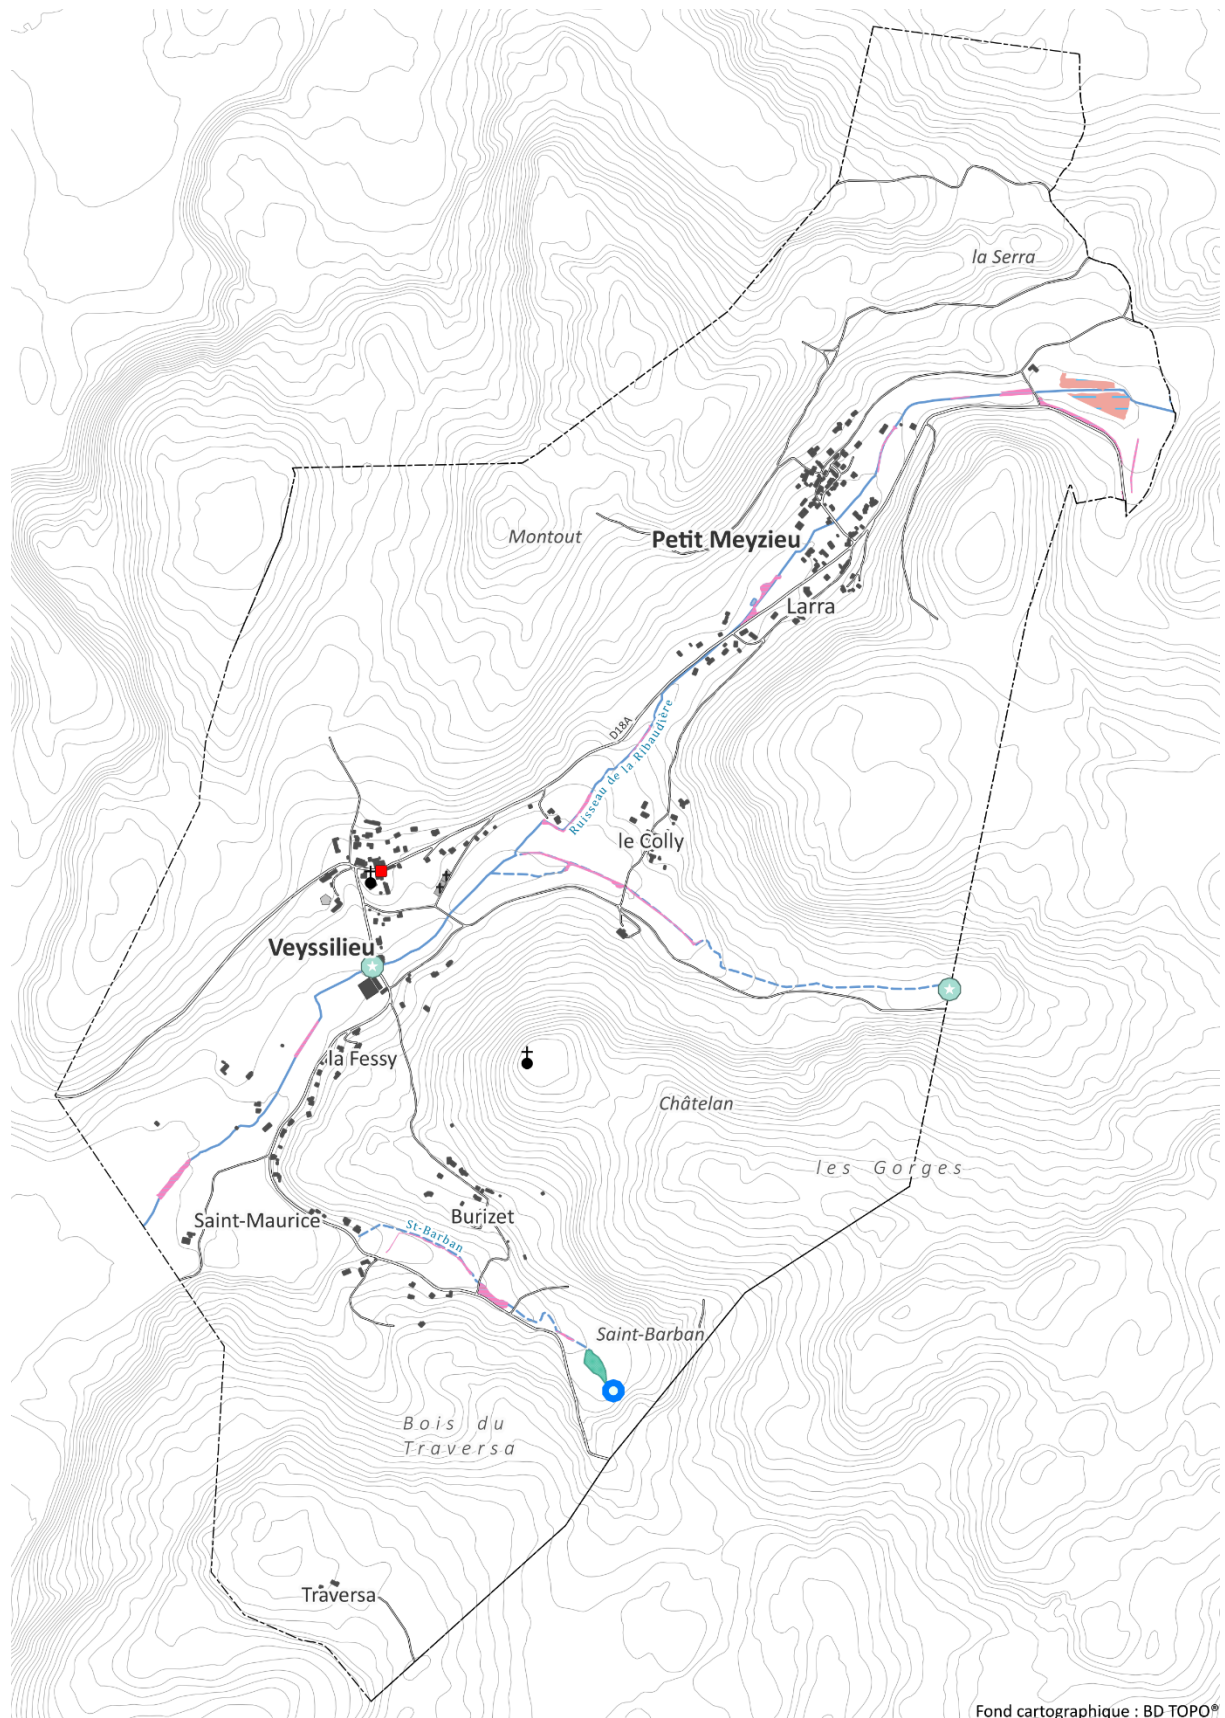 la Serra
Montout
Petit Meyzieu
Larra
D18A
Ruisseau de la Ribaudière
le Colly
Veyssilieu
la Fessy
Châtelan
les Gorges
Saint-Maurice
Burizet
St-Barban
Saint-Barban
Bois du
Traversa
Traversa
Fond cartographique : BD TOPO®